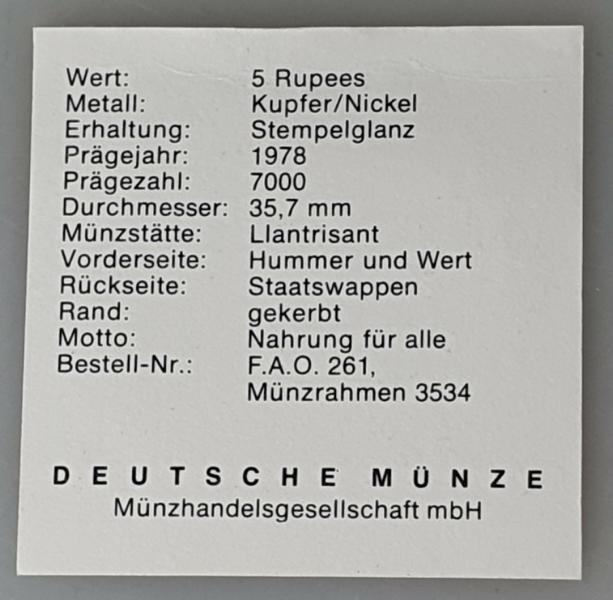 Wert: 5 Rupees
Metall: Kupfer/Nickel
Erhaltung: Stempelglanz
Prägejahr: 1978
Prägezahl: 7000
Durchmesser: 35,7 mm
Münzstätte: Llantrisant
Vorderseite: Hummer und Wert
Rückseite: Staatswappen
Rand: gekerbt
Motto: Nahrung für alle
Bestell-Nr.: F.A.O. 261,
Münzrahmen 3534
DEUTSCHE MÜNZE
Münzhandelsgesellschaft mbH